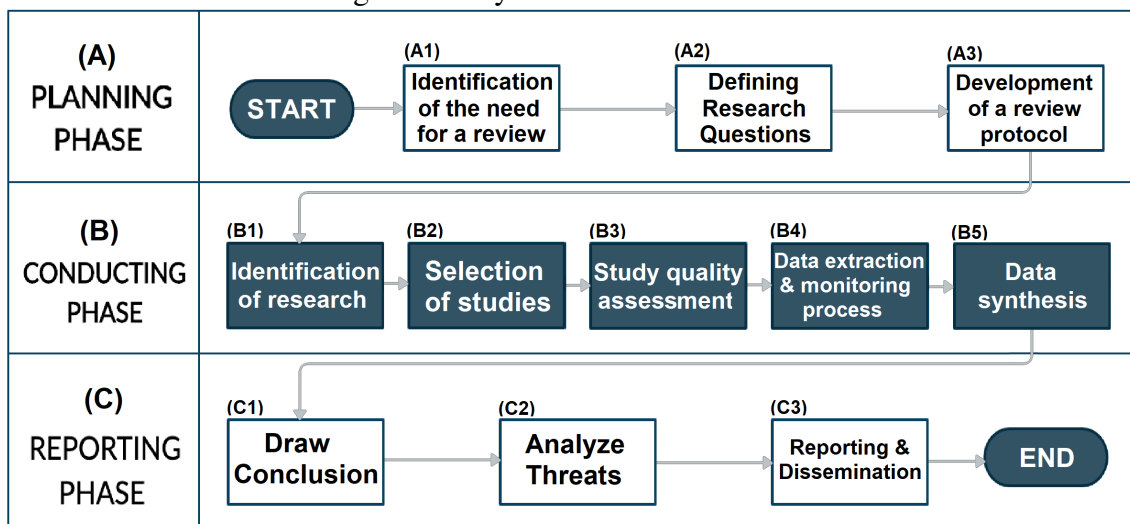 (A)
PLANNING
PHASE
START
(A1)
Identification
of the need
for a review
(A2)
Defining
Research
Questions
(A3)
Development
of a review
protocol
(B)
CONDUCTING
PHASE
(B1)
Identification
of research
(B2)
Selection
of studies
(B3)
Study quality
assessment
(B4)
Data extraction
& monitoring
process
(B5)
Data
synthesis
(C)
REPORTING
PHASE
(C1)
Draw
Conclusion
(C2)
Analyze
Threats
(C3)
Reporting &
Dissemination
END